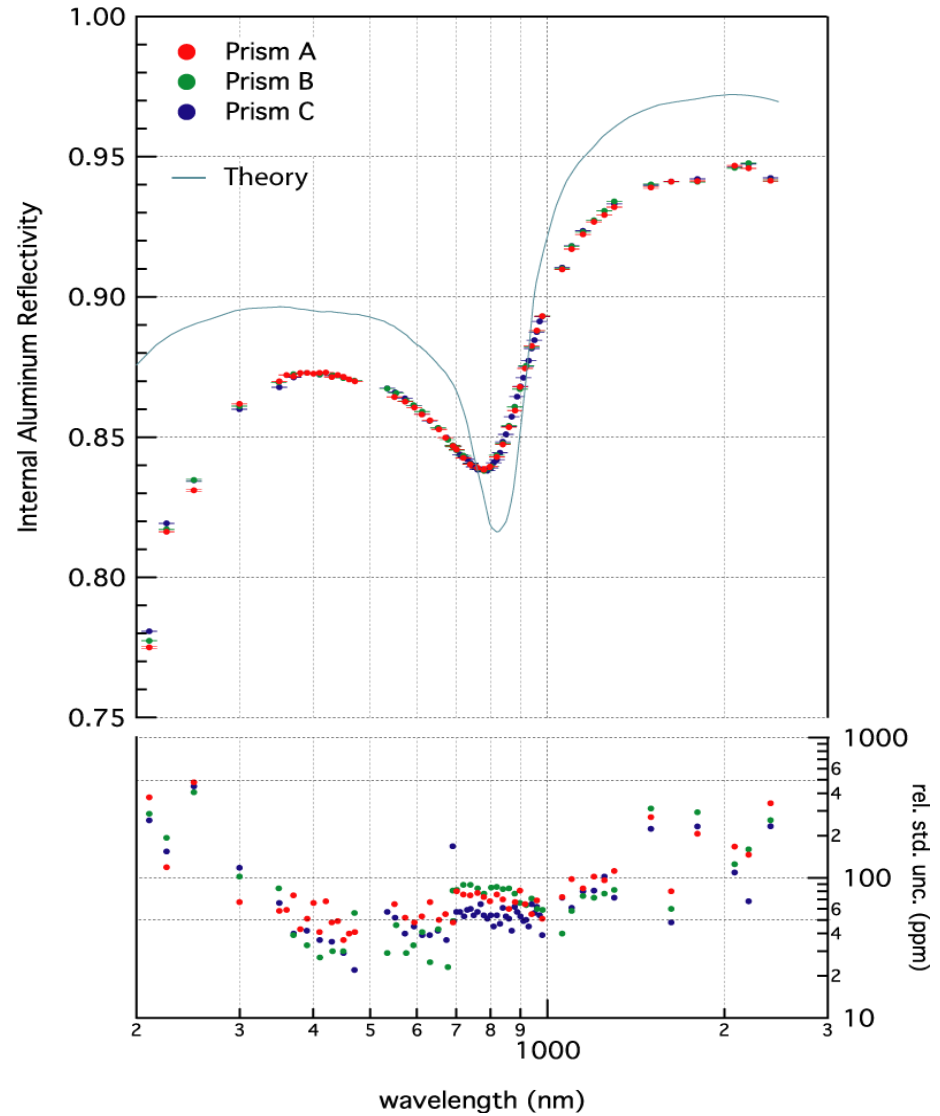 1.00
Prism A
Prism B
Prism C
0.95
Theory
0.90
Internal Aluminum Reflectivity
0.85
0.80
0.75
1000
6
4
2
100
6
4
2
10
rel. std. unc. (ppm)
2 3 4 5 6 7 8 9 2 3
1000
wavelength (nm)